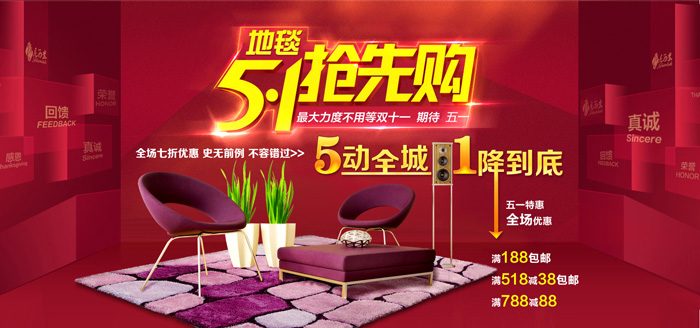 地毯
5.1抢先购
最大力度不用等双十一 期待 五一
全场七折优惠 史无前例 不容错过>>
5动全城 1降到底
五一特惠
全场优惠
满188包邮
满518减38包邮
满788减88
回馈
FEEDBACK
荣誉
HONOR
真诚
Sincere
感恩
真诚
Sincere
回馈
FEEDBACK
荣誉
HONOR